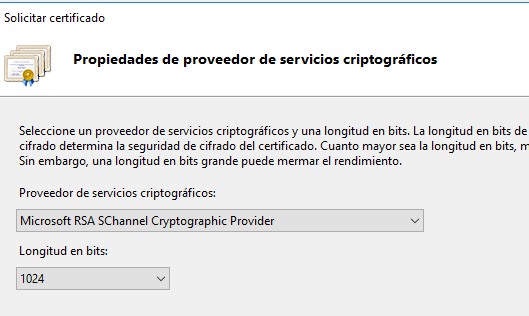 Solicitar certificado
Propiedades de proveedor de servicios criptográficos
Seleccione un proveedor de servicios criptográficos y una longitud en bits. La longitud en bits de
cifrado determina la seguridad de cifrado del certificado. Cuanto mayor sea la longitud en bits, m
Sin embargo, una longitud en bits grande puede mermar el rendimiento.
Proveedor de servicios criptográficos:
Microsoft RSA SChannel Cryptographic Provider
Longitud en bits:
1024